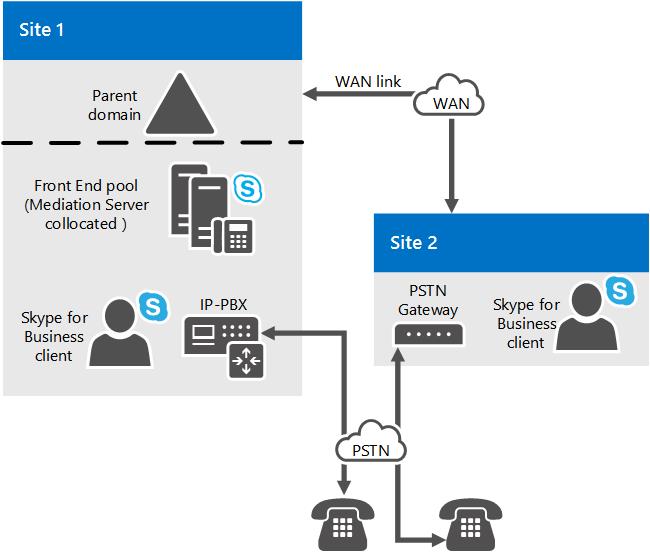 Site 1
WAN link
WAN
Parent
domain
Front End pool
(Mediation Server
collocated )
S
Site 2
Skype for
Business
client
S
IP-PBX
PSTN
Gateway
Skype for
Business
client
S
PSTN